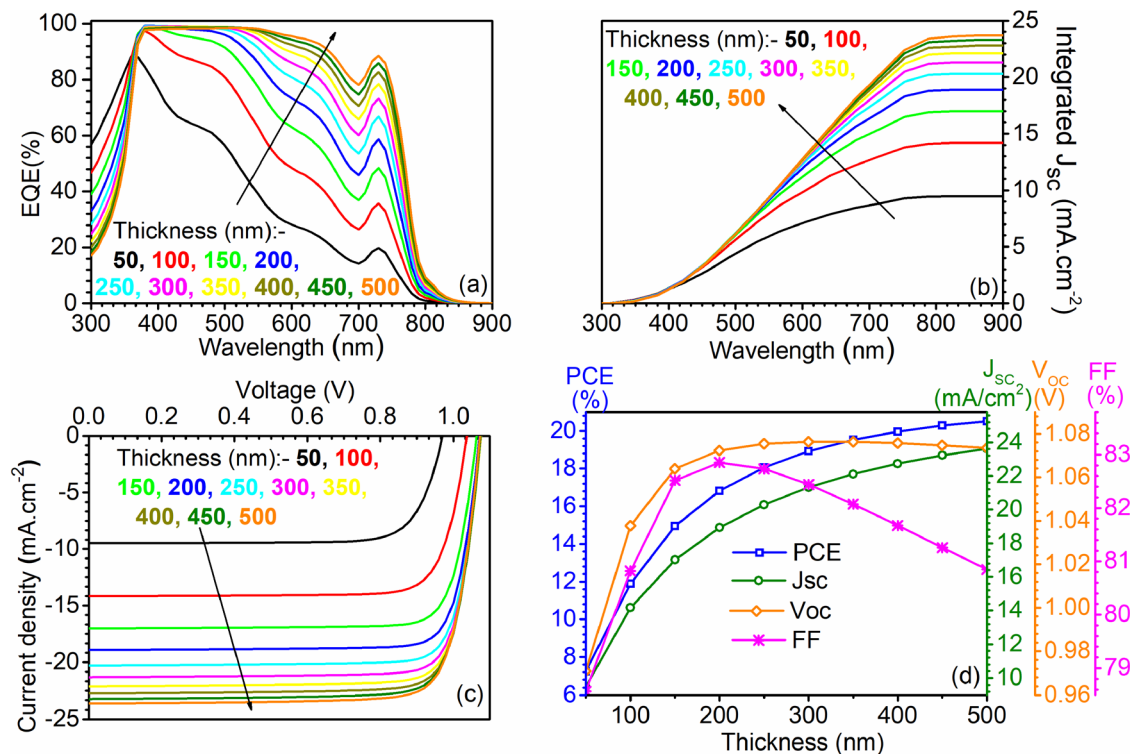 100
80
60
40
20
0
EQE(%)
Thickness (nm):-
50, 100, 150, 200,
250, 300, 350, 400, 450, 500
(a)
300 400 500 600 700 800 900
Wavelength (nm)
Thickness (nm):- 50, 100,
150, 200, 250, 300, 350,
400, 450, 500
(b)
25
20
15
10
5
0
Integrated Jsc (mA.cm-2)
300 400 500 600 700 800 900
Wavelength (nm)
Voltage (V)
0.0 0.2 0.4 0.6 0.8 1.0
0
-5
-10
-15
-20
-25
Current density (mA.cm-2)
Thickness (nm):- 50, 100,
150, 200, 250, 300, 350,
400, 450, 500
(c)
PCE
(%)
JSC
(mA/cm2)
VOC
(V)
FF
(%)
20
18
16
14
12
10
8
6
PCE
Jsc
Voc
FF
(d)
24
22
20
18
16
14
12
10
1.08
1.06
1.04
1.02
1.00
0.98
0.96
83
82
81
80
79
100 200 300 400 500
Thickness (nm)